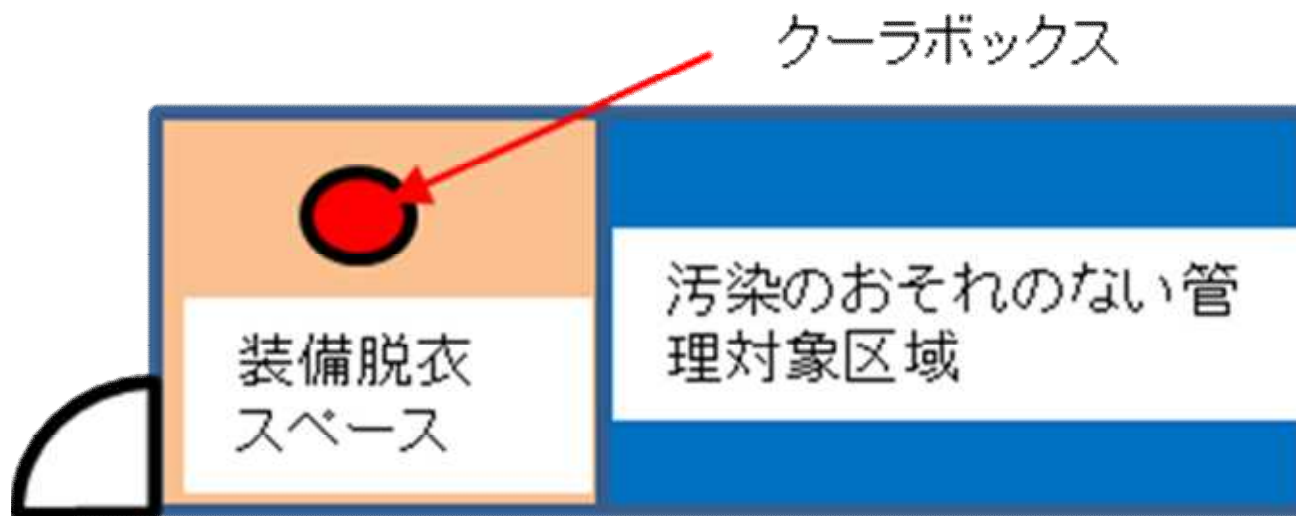 クーラボックス
汚染のおそれのない管
理対象区域
装備脱衣
スペース